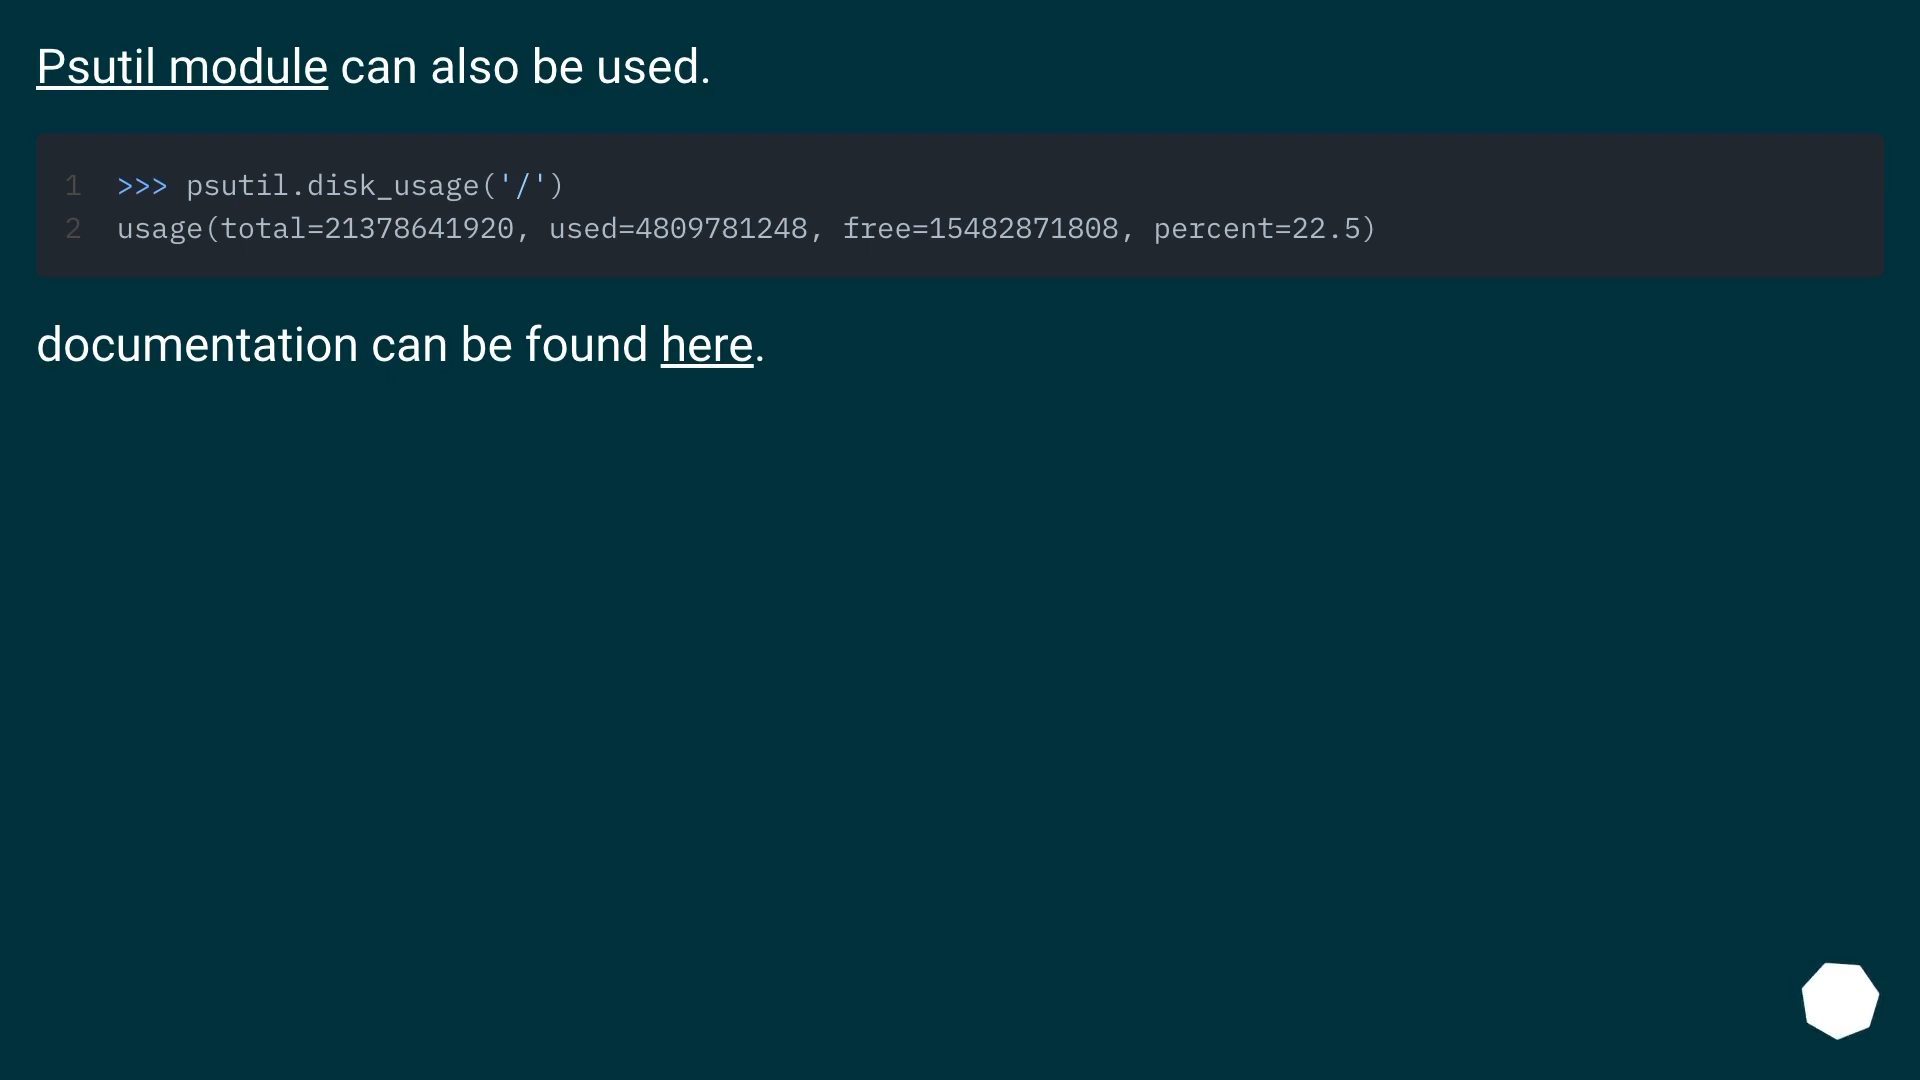 Psutil module can also be used.
1 >>> psutil.disk_usage('/')
2 usage(total=21378641920, used=4809781248, free=15482871808, percent=22.5)
documentation can be found here.